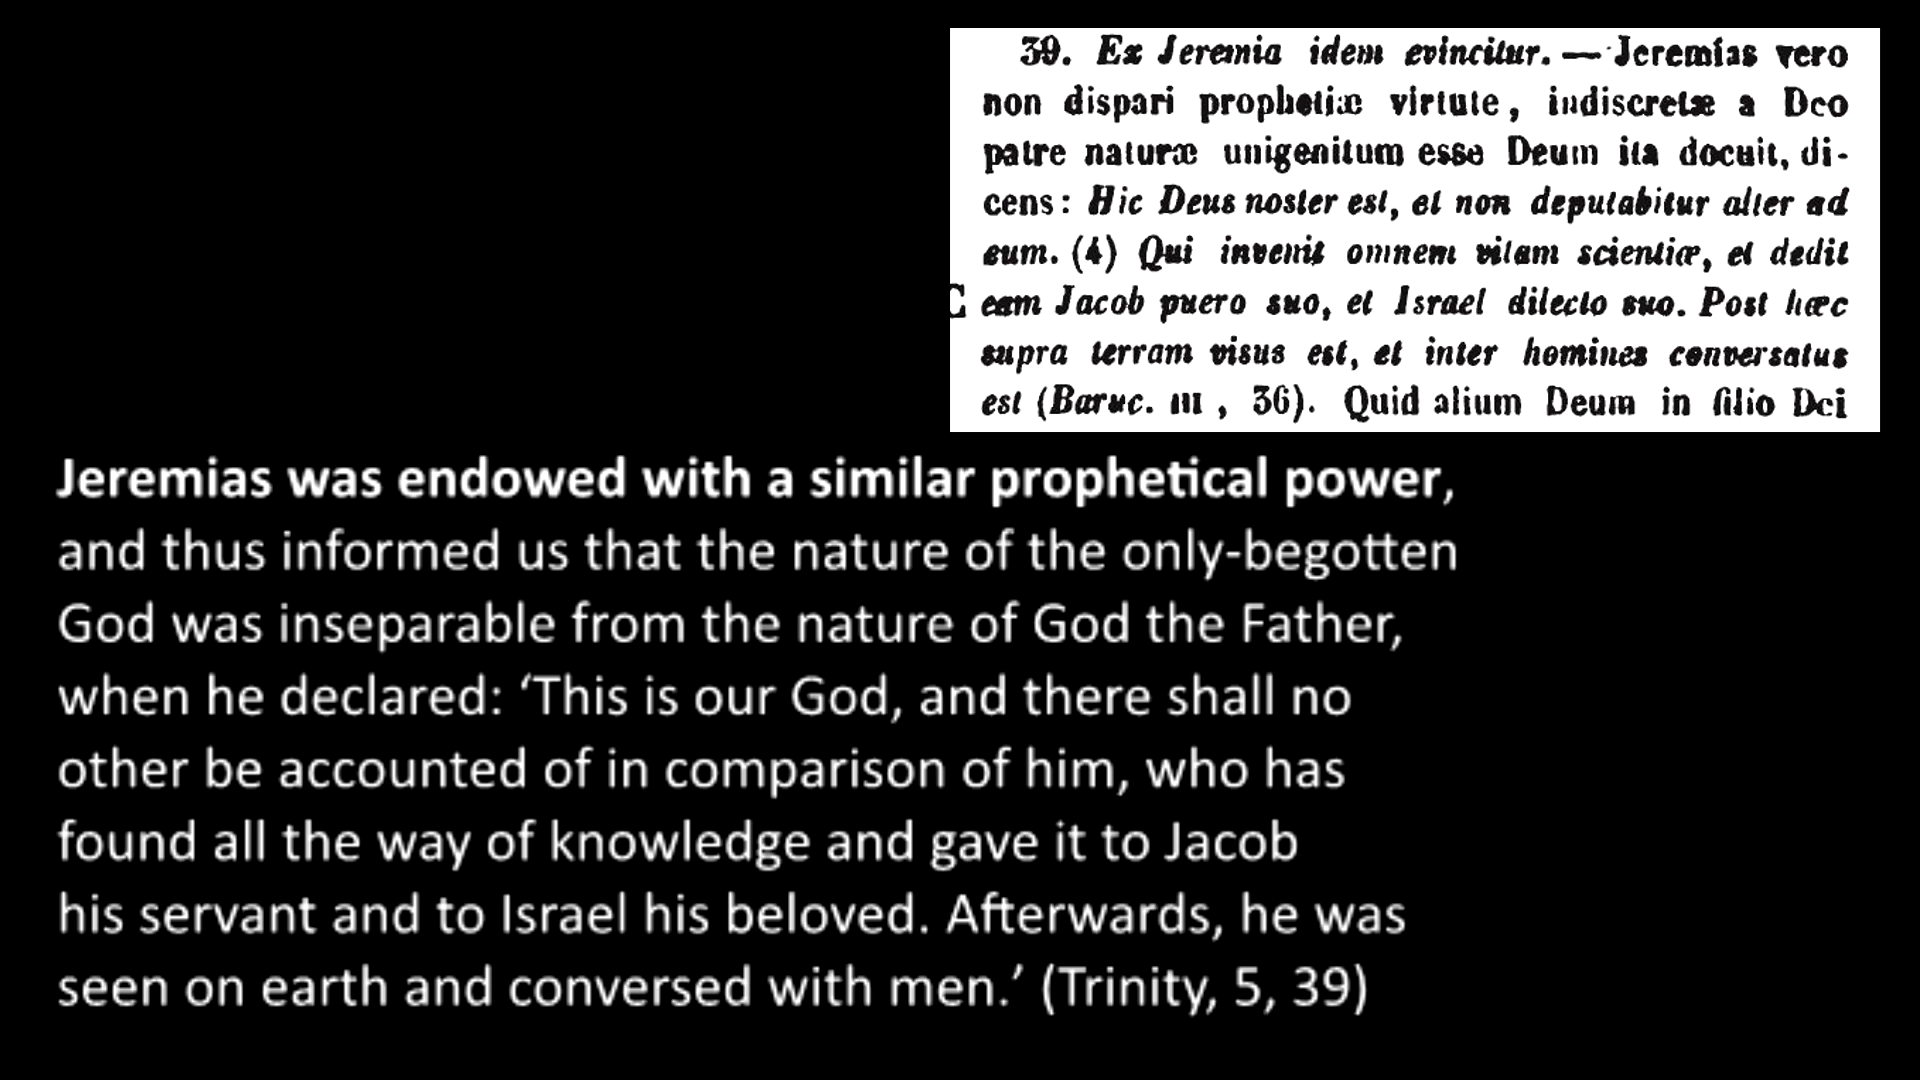 39. Ex Jeremia idem evincitur. — Jeremias vero
non dispari prophetiæ virtute, indiscretæ a Deo
patre naturæ unigenitum esse Deum ita docuit, di-
cens: Hic Deus noster est, et non deputabitur alter ad
eum. (4) Qui invenit omnem viam scientiæ, et dedit
C eam Jacob puero suo, et Israel dilecto suo. Post hæc
supra terram visus est, et inter homines conversatus
est (Baruc. III, 36). Quid alium Deum in filio Dei
Jeremias was endowed with a similar prophetical power,
and thus informed us that the nature of the only-begotten
God was inseparable from the nature of God the Father,
when he declared: ‘This is our God, and there shall no
other be accounted of in comparison of him, who has
found all the way of knowledge and gave it to Jacob
his servant and to Israel his beloved. Afterwards, he was
seen on earth and conversed with men.’ (Trinity, 5, 39)